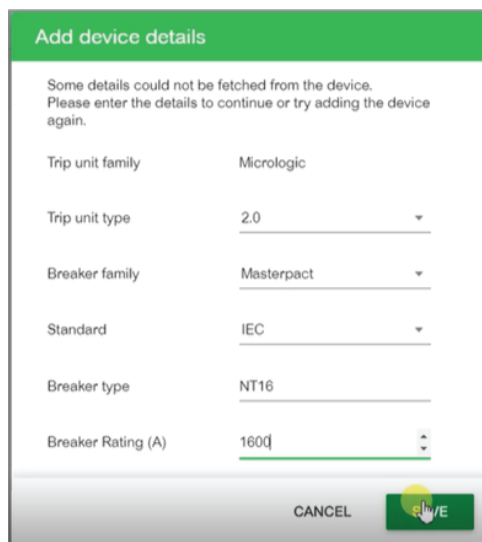 Add device details
Some details could not be fetched from the device.
Please enter the details to continue or try adding the device
again.
Trip unit family Micrologic
Trip unit type 2.0
Breaker family Masterpact
Standard IEC
Breaker type NT16
Breaker Rating (A) 1600
CANCEL SAVE